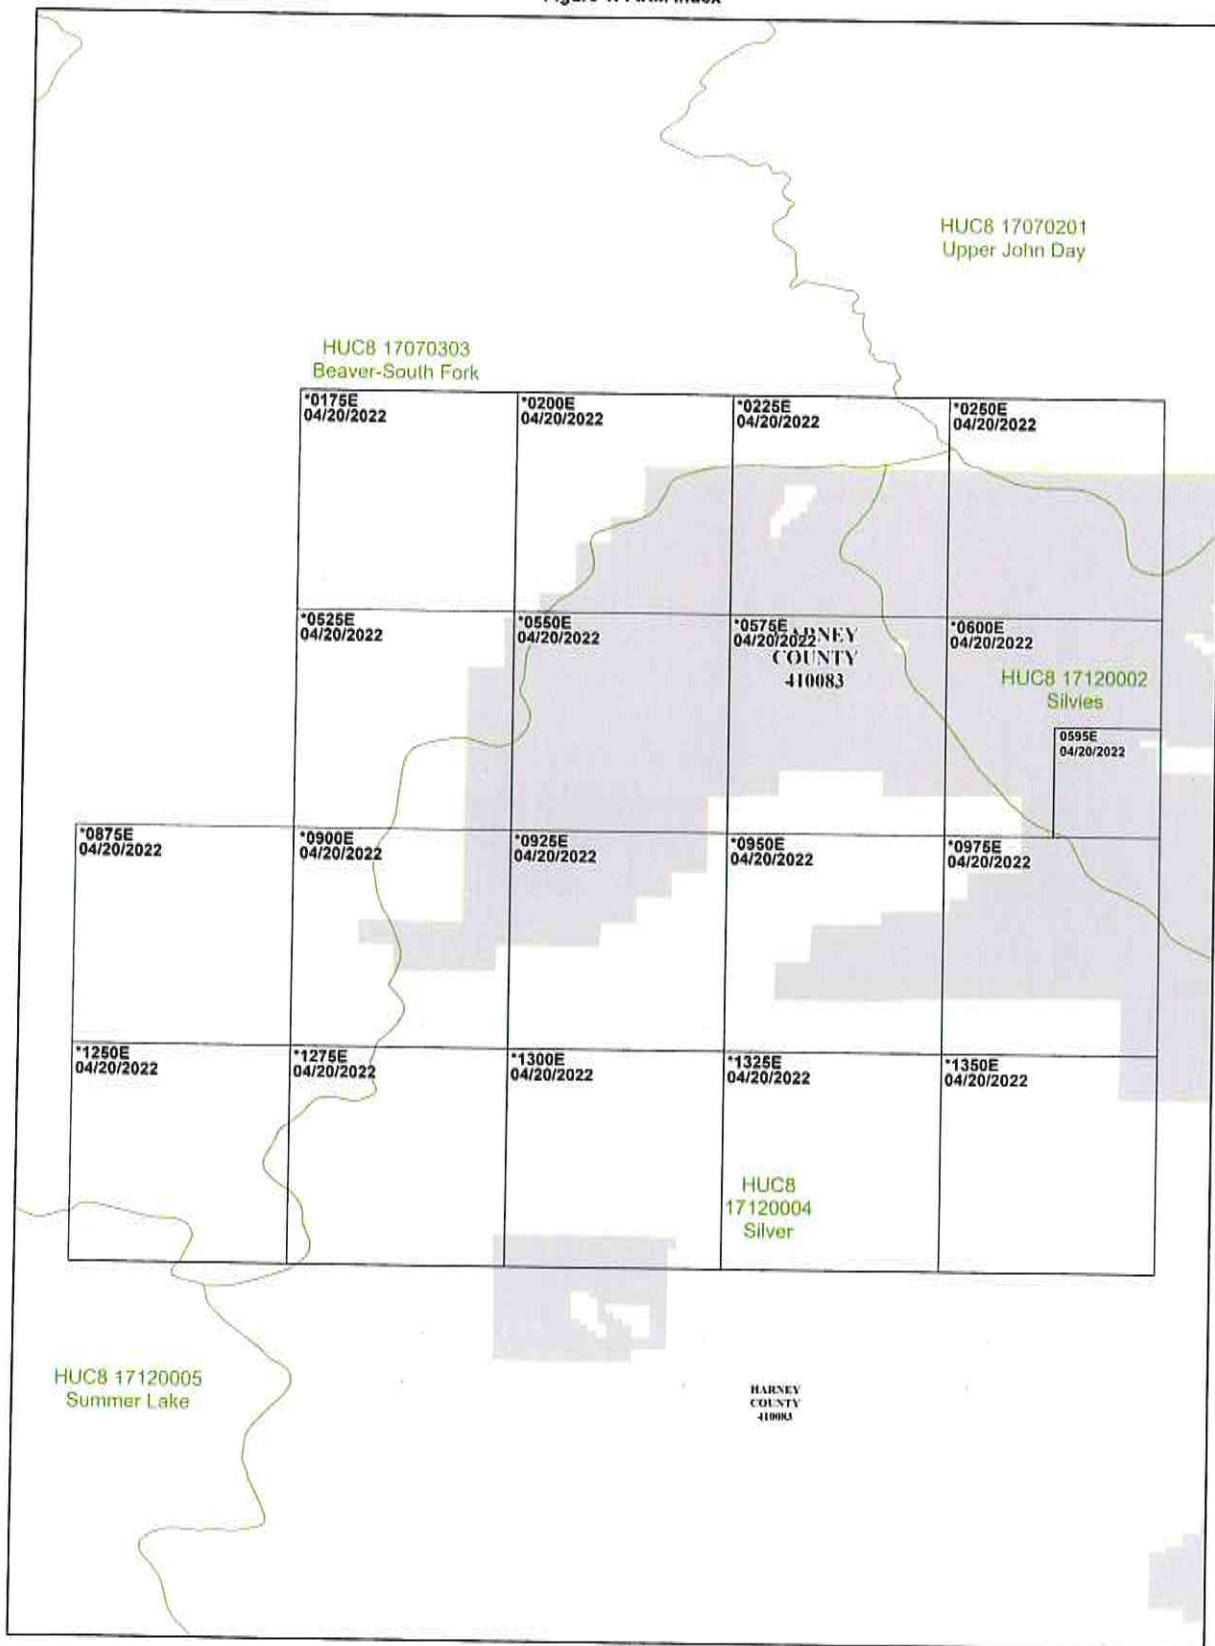 HUC8 17070201
Upper John Day
HUC8 17070303
Beaver-South Fork
*0175E
04/20/2022
*0200E
04/20/2022
*0225E
04/20/2022
*0250E
04/20/2022
*0525E
04/20/2022
*0550E
04/20/2022
*0575E
04/20/2022
HARNEY
COUNTY
410083
*0600E
04/20/2022
HUC8 17120002
Silvies
0595E
04/20/2022
*0875E
04/20/2022
*0900E
04/20/2022
*0925E
04/20/2022
*0950E
04/20/2022
*0975E
04/20/2022
*1250E
04/20/2022
*1275E
04/20/2022
*1300E
04/20/2022
*1325E
04/20/2022
*1350E
04/20/2022
HUC8
17120004
Silver
HUC8 17120005
Summer Lake
HARNEY
COUNTY
410083